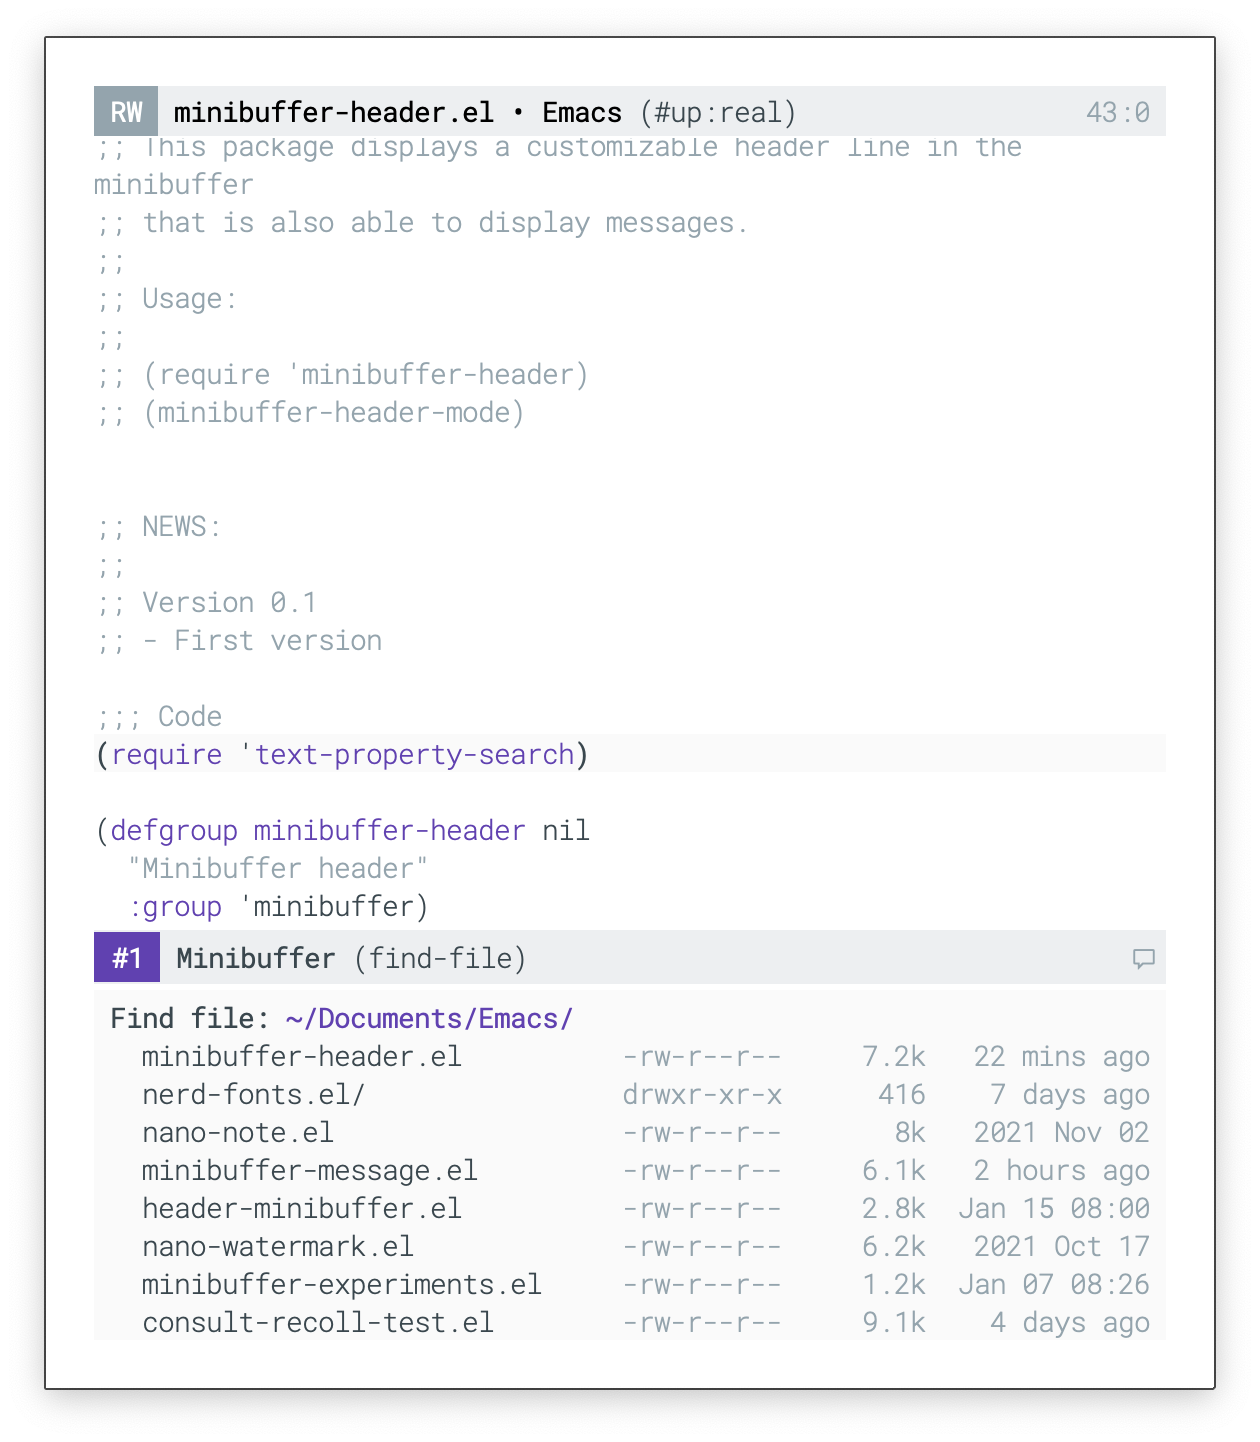 RW minibuffer-header.el • Emacs (#up:real) 43:0
;; This package displays a customizable header line in the
minibuffer
;; that is also able to display messages.
;;
;; Usage:
;;
;; (require 'minibuffer-header)
;; (minibuffer-header-mode)
;; NEWS:
;;
;; Version 0.1
;; - First version
;;; Code
(require 'text-property-search)
(defgroup minibuffer-header nil
  "Minibuffer header"
  :group 'minibuffer)
#1 Minibuffer (find-file)
Find file: ~/Documents/Emacs/
minibuffer-header.el -rw-r--r-- 7.2k 22 mins ago
nerd-fonts.el/ drwxr-xr-x 416 7 days ago
nano-note.el -rw-r--r-- 8k 2021 Nov 02
minibuffer-message.el -rw-r--r-- 6.1k 2 hours ago
header-minibuffer.el -rw-r--r-- 2.8k Jan 15 08:00
nano-watermark.el -rw-r--r-- 6.2k 2021 Oct 17
minibuffer-experiments.el -rw-r--r-- 1.2k Jan 07 08:26
consult-recoll-test.el -rw-r--r-- 9.1k 4 days ago